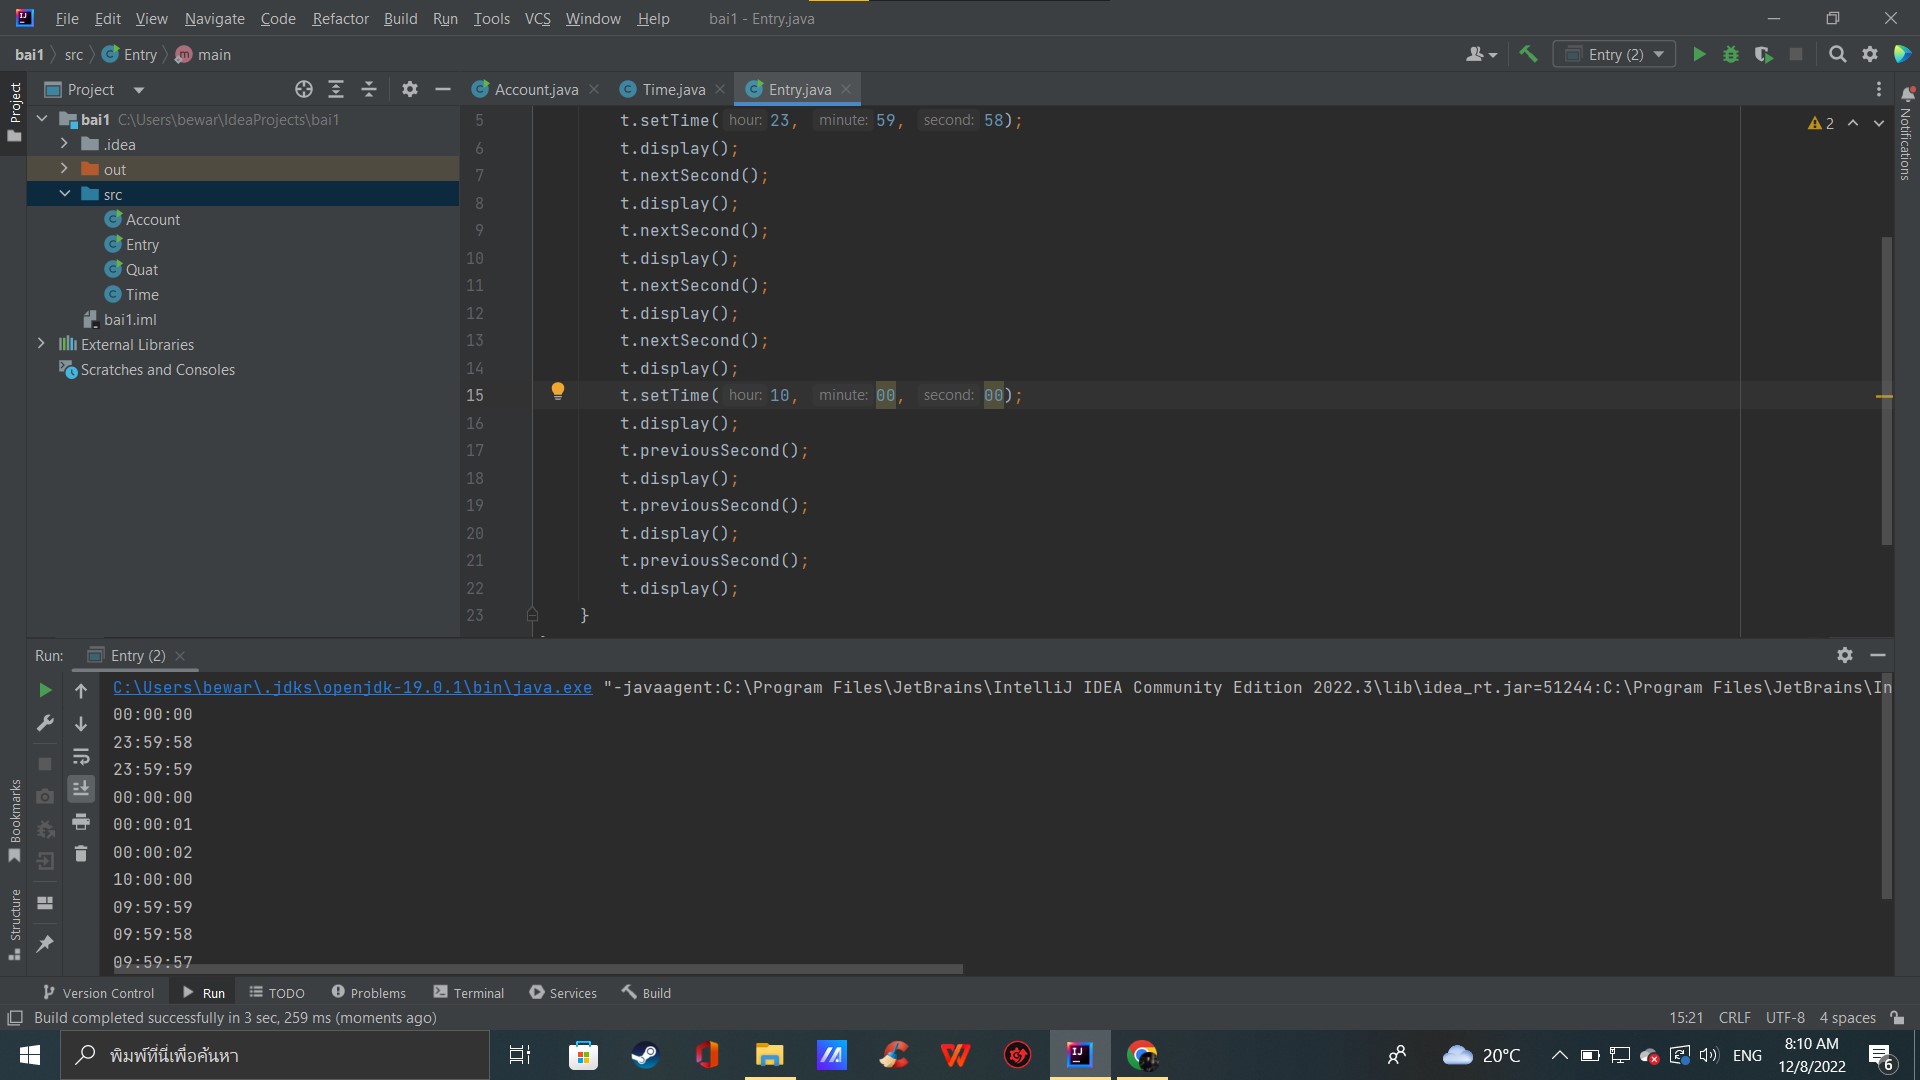 File Edit View Navigate Code Refactor Build Run Tools VCS Window Help bai1 - Entry.java
bai1 src Entry main Entry (2)
Project
Project
bai1 C:\Users\bewar\IdeaProjects\bai1
.idea
out
src
Account
Entry
Quat
Time
bai1.iml
External Libraries
Scratches and Consoles
Account.java Time.java Entry.java
2
Notifications
5 t.setTime( hour: 23, minute: 59, second: 58);
6 t.display();
7 t.nextSecond();
8 t.display();
9 t.nextSecond();
10 t.display();
11 t.nextSecond();
12 t.display();
13 t.nextSecond();
14 t.display();
15 t.setTime( hour: 10, minute: 00, second: 00);
16 t.display();
17 t.previousSecond();
18 t.display();
19 t.previousSecond();
20 t.display();
21 t.previousSecond();
22 t.display();
23 }
Run: Entry (2)
C:\Users\bewar\.jdks\openjdk-19.0.1\bin\java.exe "-javaagent:C:\Program Files\JetBrains\IntelliJ IDEA Community Edition 2022.3\lib\idea_rt.jar=51244:C:\Program Files\JetBrains\In
00:00:00
23:59:58
23:59:59
00:00:00
00:00:01
00:00:02
10:00:00
09:59:59
09:59:58
09:59:57
Bookmarks
Structure
Version Control Run TODO Problems Terminal Services Build
Build completed successfully in 3 sec, 259 ms (moments ago) 15:21 CRLF UTF-8 4 spaces
พิมพ์ที่นี่เพื่อค้นหา 20°C ENG 8:10 AM
12/8/2022 6